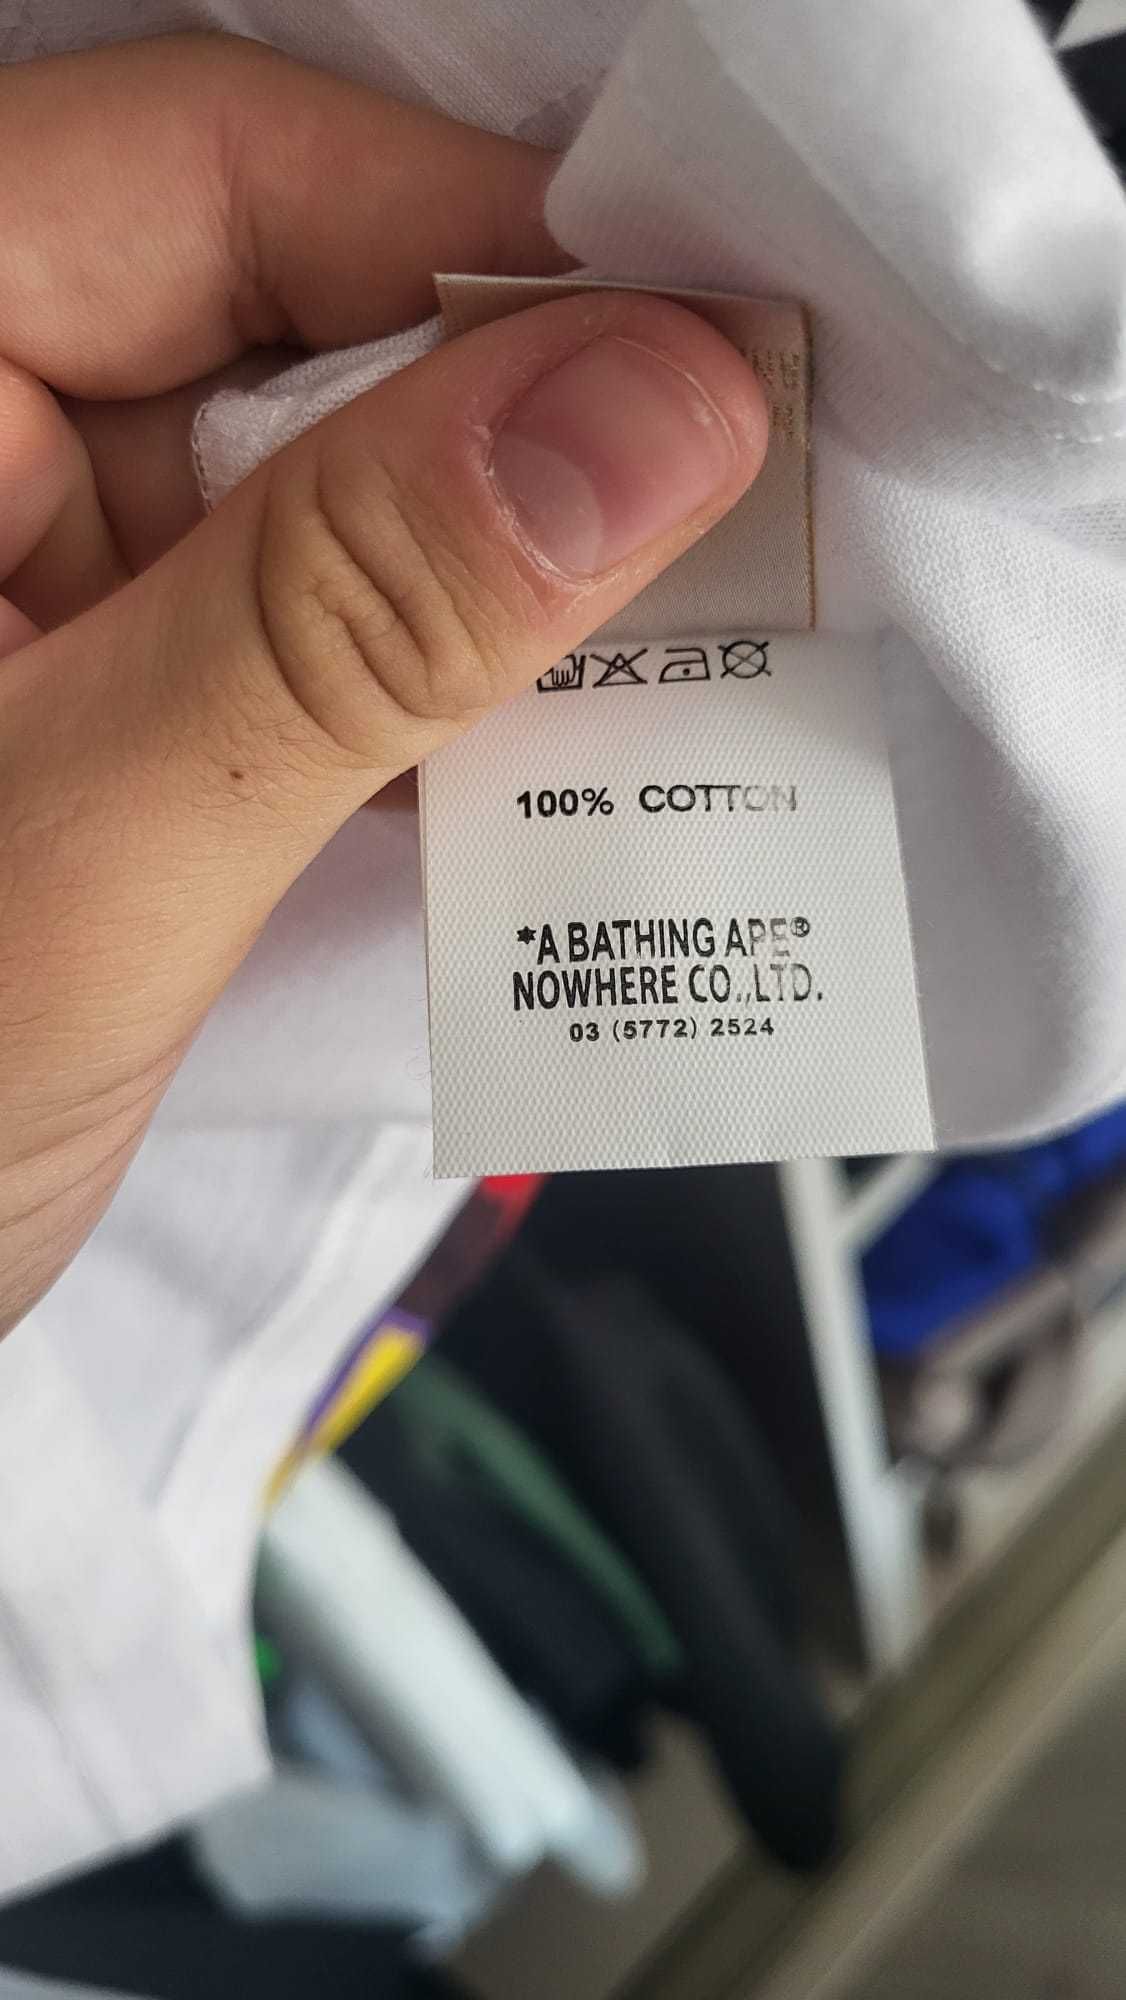 100% COTTON
*A BATHING APE®
NOWHERE CO.,LTD.
03 (5772) 2524